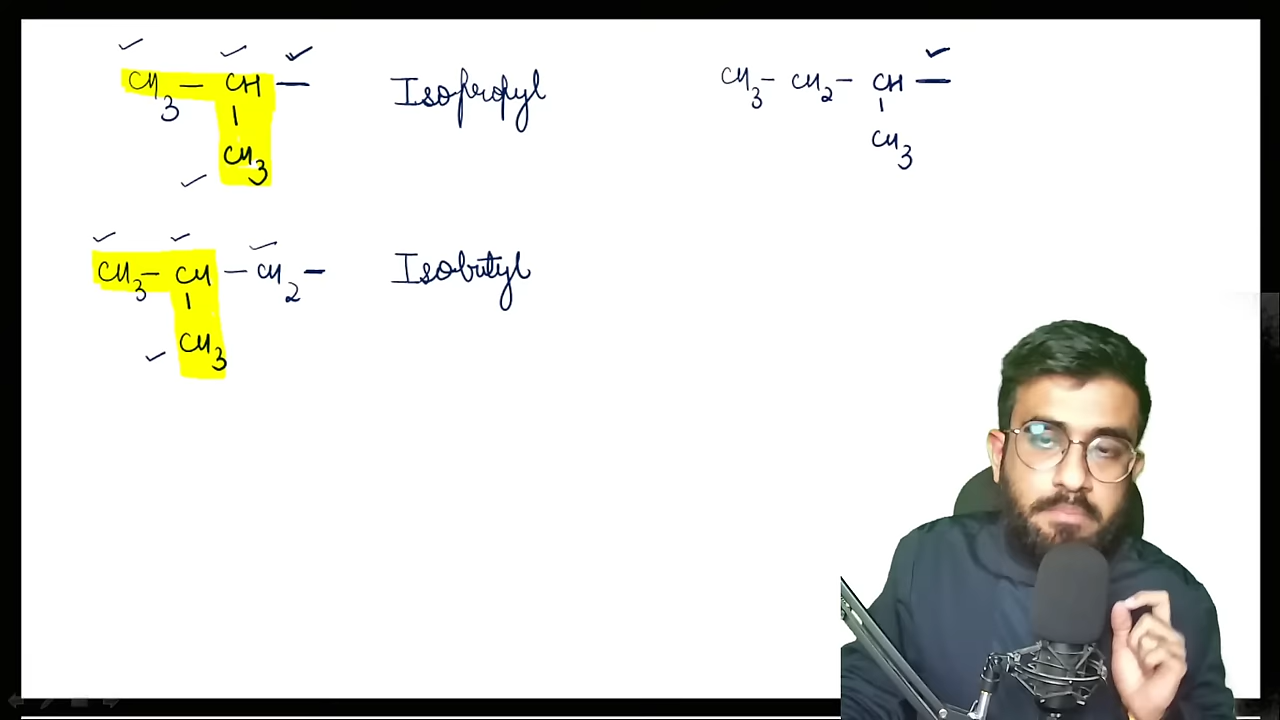 CH3 — CH — Isopropyl
|
CH3
CH3 — CH2 — CH —
|
CH3
CH3 — CH — CH2 — Isobutyl
|
CH3